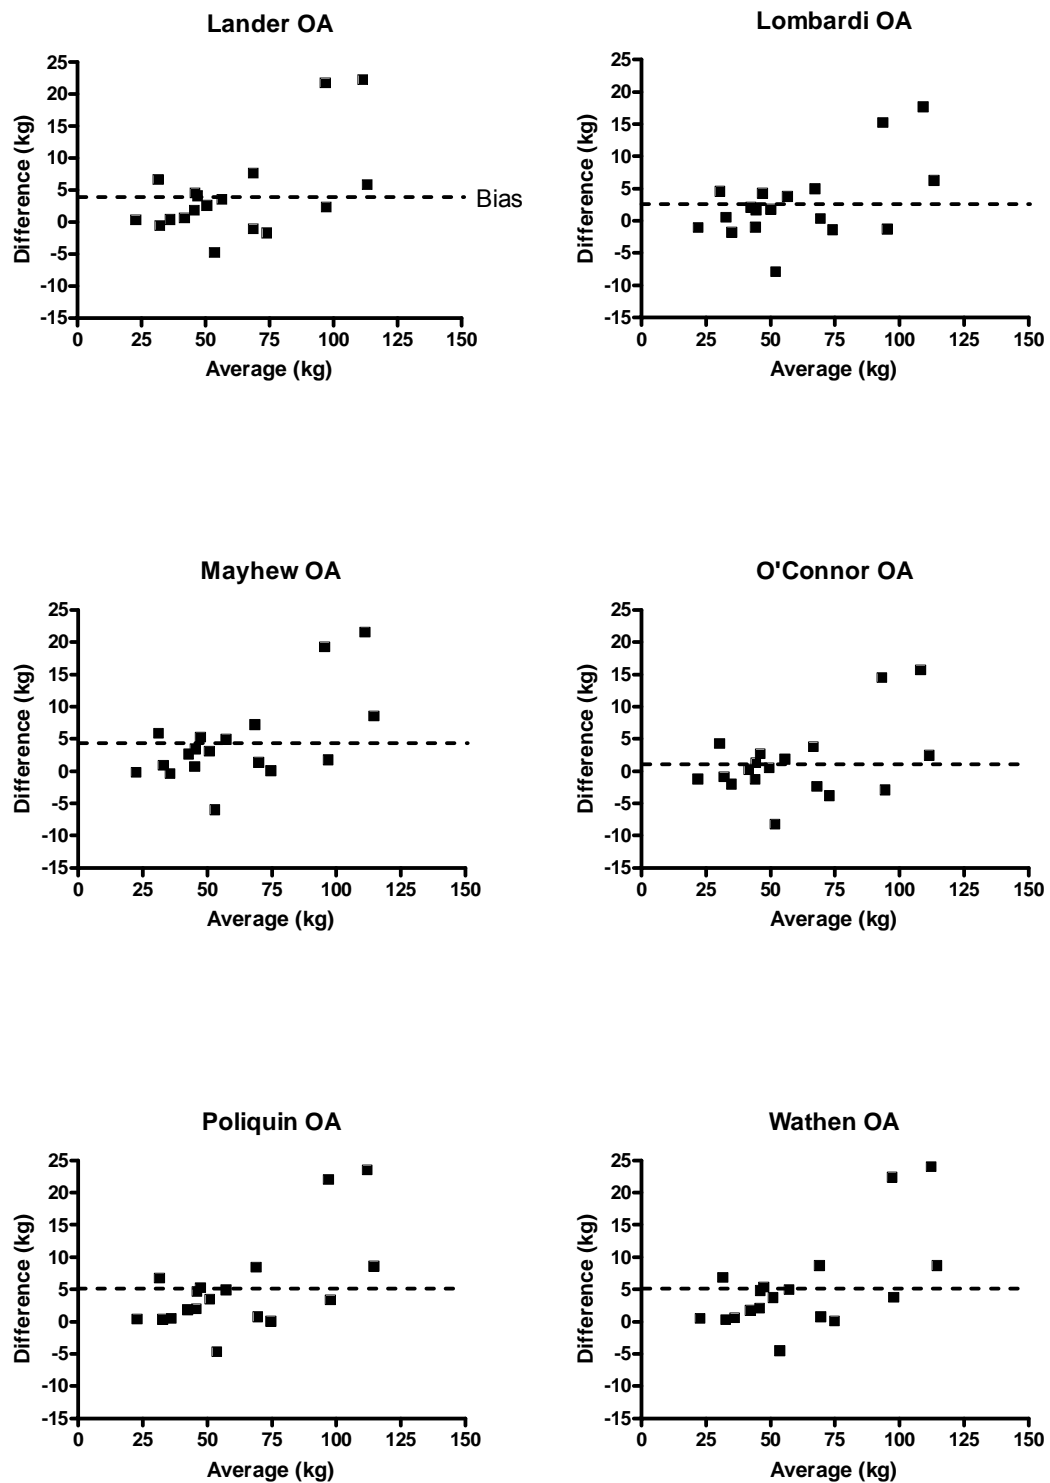 Lander OA
Difference (kg)
25
20
15
10
5
0
-5
-10
-15
Bias
0 25 50 75 100 125 150
Average (kg)
Lombardi OA
Difference (kg)
25
20
15
10
5
0
-5
-10
-15
0 25 50 75 100 125 150
Average (kg)
Mayhew OA
Difference (kg)
25
20
15
10
5
0
-5
-10
-15
0 25 50 75 100 125 150
Average (kg)
O'Connor OA
Difference (kg)
25
20
15
10
5
0
-5
-10
-15
0 25 50 75 100 125 150
Average (kg)
Poliquin OA
Difference (kg)
25
20
15
10
5
0
-5
-10
-15
0 25 50 75 100 125 150
Average (kg)
Wathen OA
Difference (kg)
25
20
15
10
5
0
-5
-10
-15
0 25 50 75 100 125 150
Average (kg)